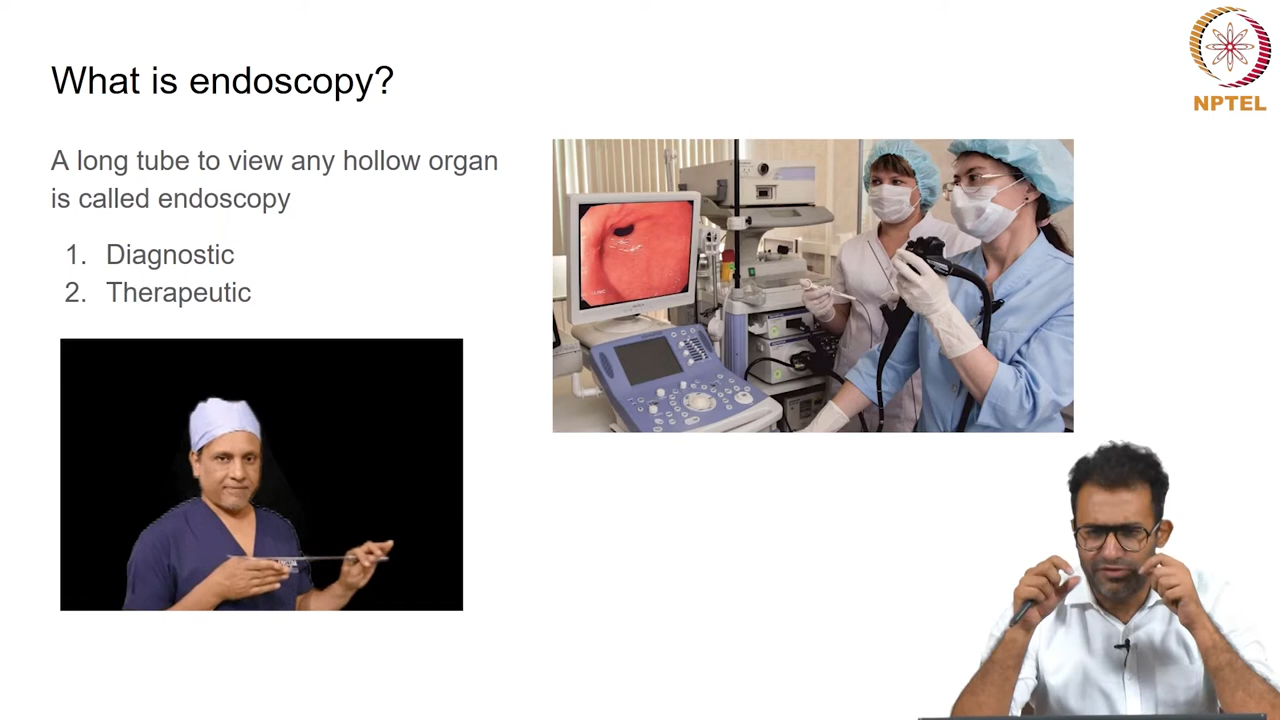 What is endoscopy?
NPTEL
A long tube to view any hollow organ
is called endoscopy
1. Diagnostic
2. Therapeutic